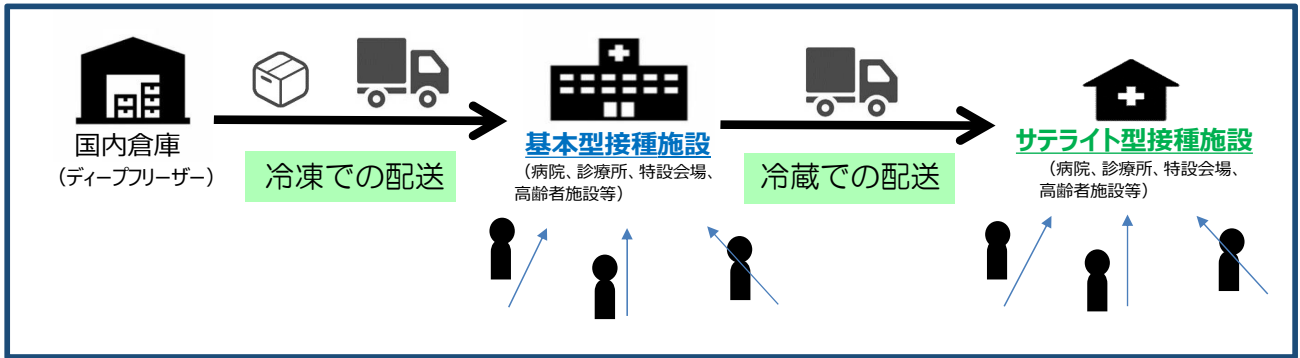 国内倉庫
（ディープフリーザー）
冷凍での配送
基本型接種施設
（病院、診療所、特設会場、
高齢者施設等）
冷蔵での配送
サテライト型接種施設
（病院、診療所、特設会場、
高齢者施設等）